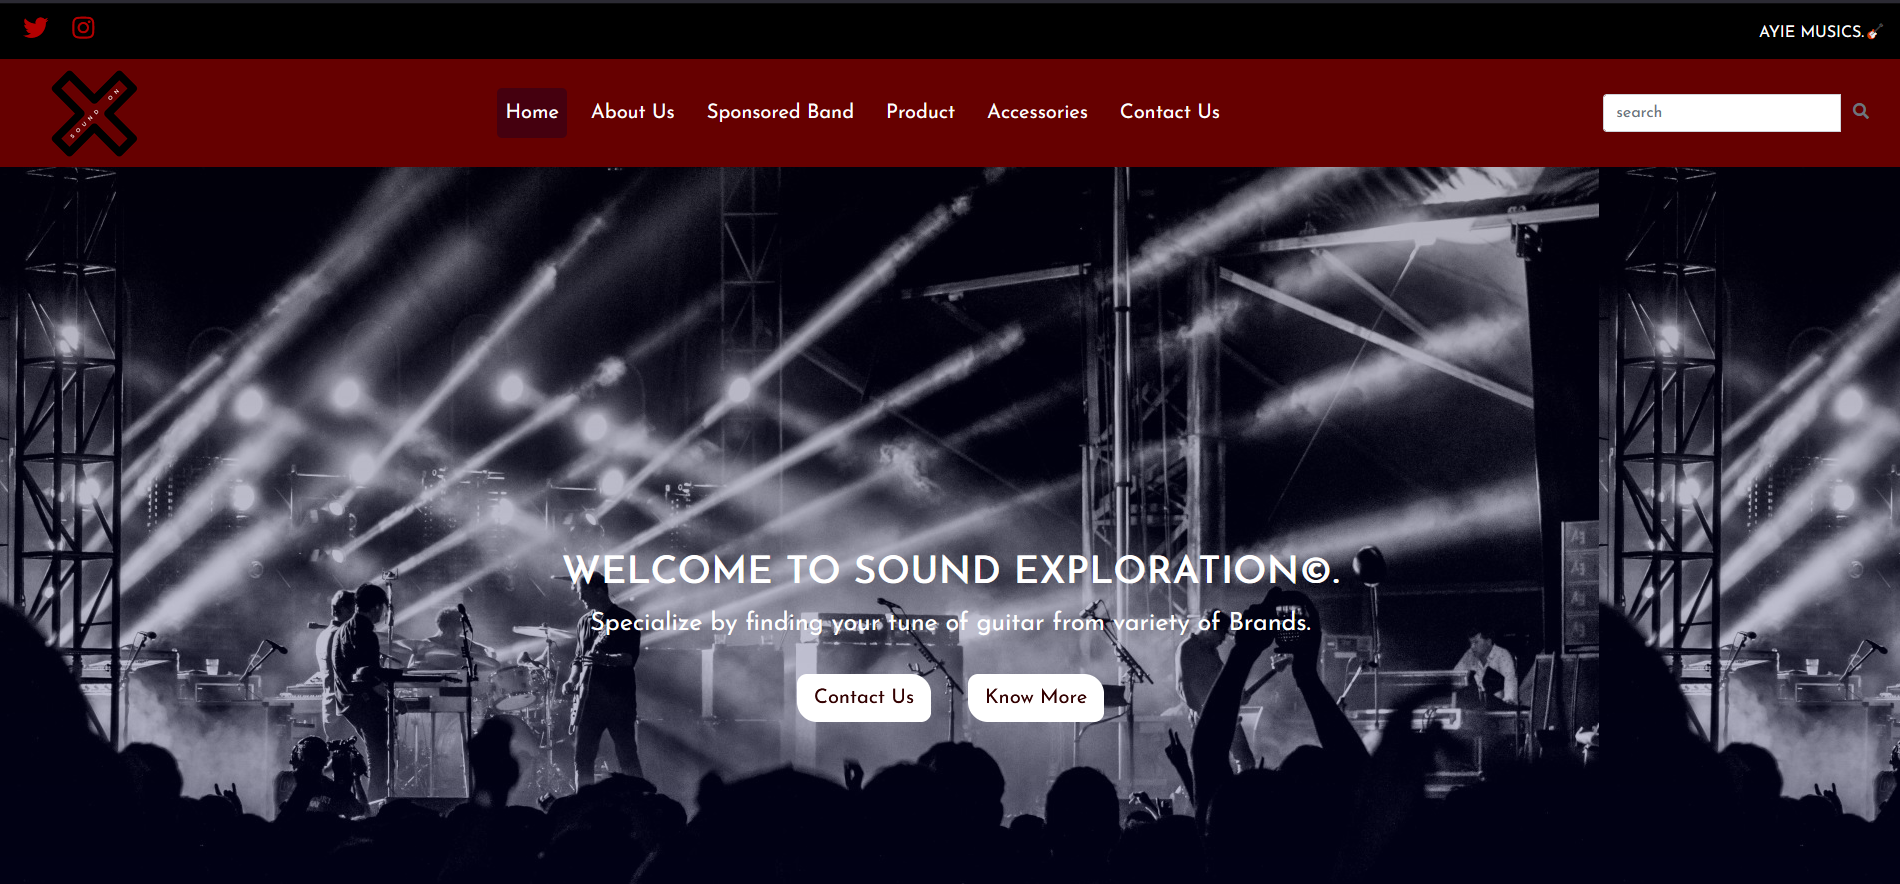 AYIE MUSICS.🎸
SOUND ON
Home About Us Sponsored Band Product Accessories Contact Us
search
WELCOME TO SOUND EXPLORATION©.
Specialize by finding your tune of guitar from variety of Brands.
Contact Us Know More